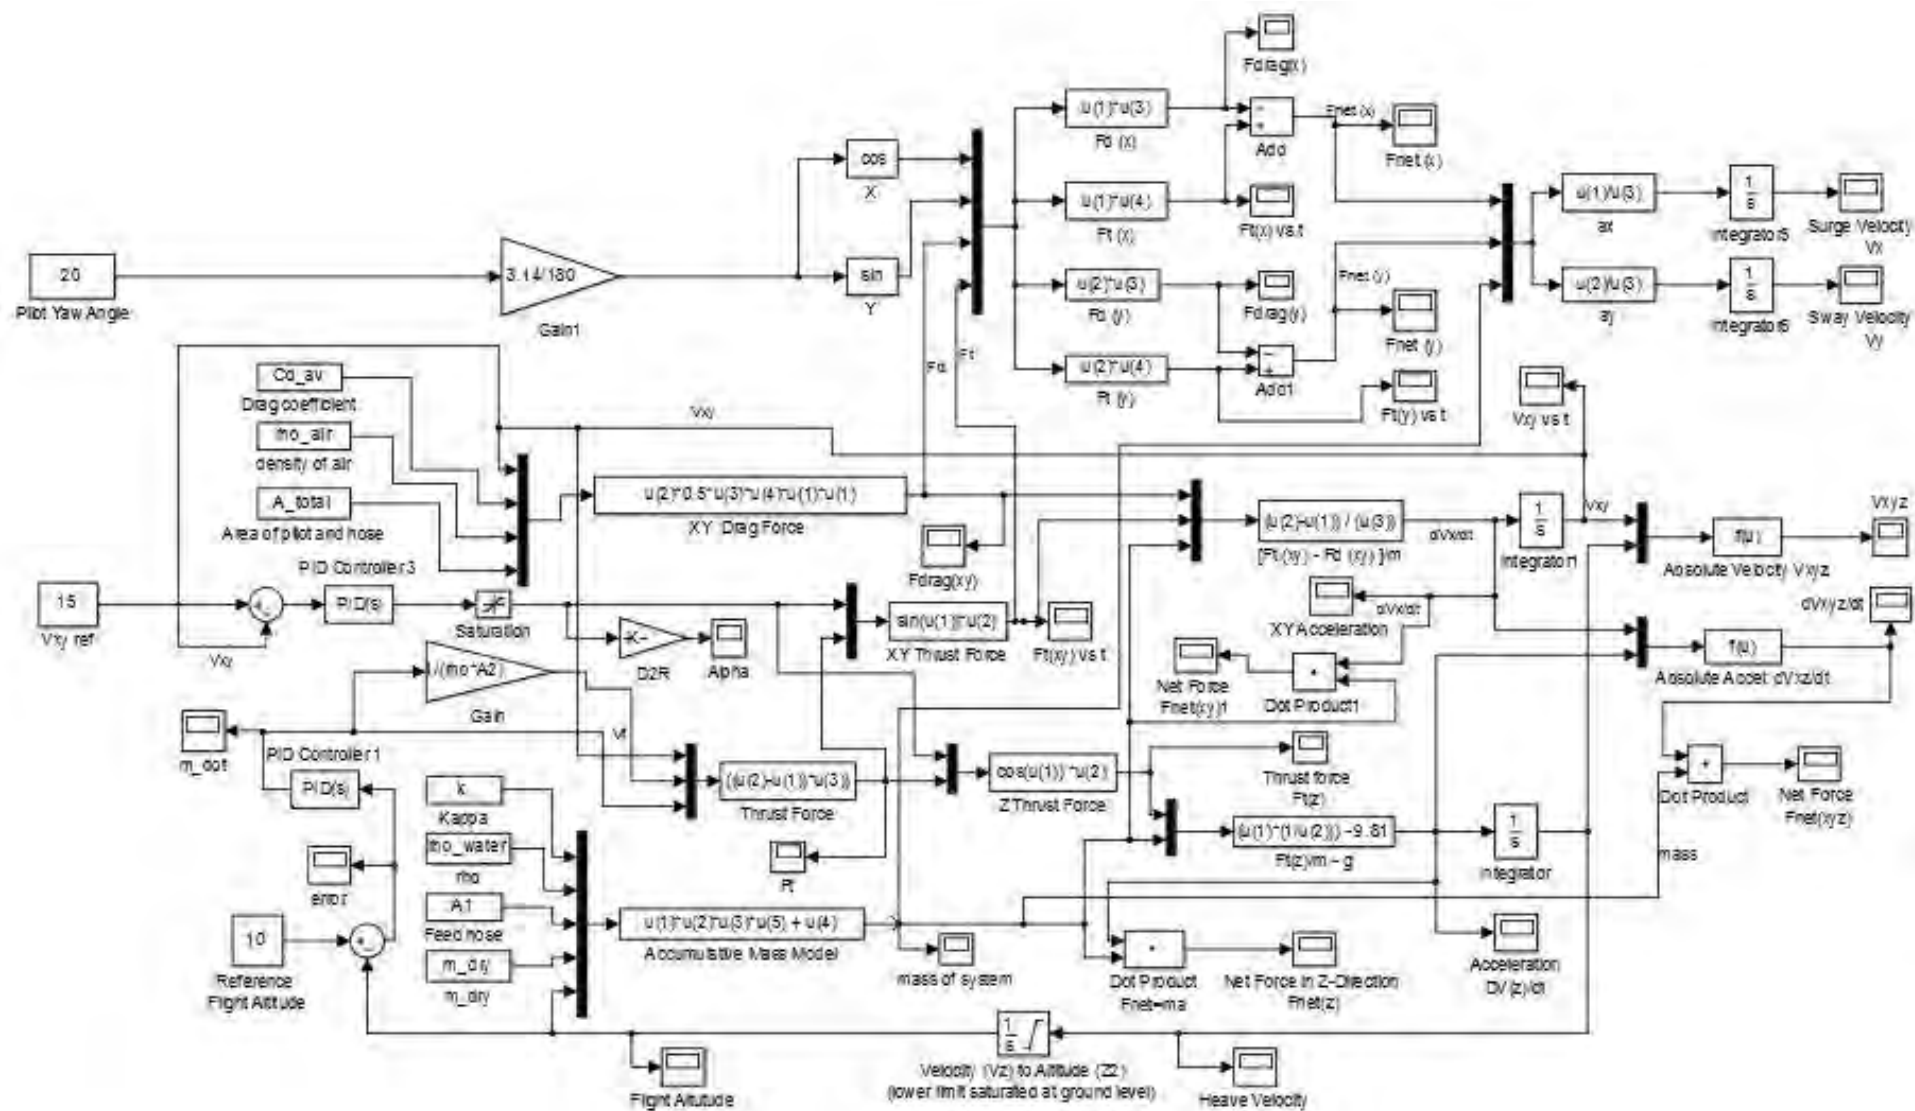 Fdrag(x)
u(1)*u(3)
Fd (x)
Add
Fnet (x)
Fnet (x)
cos
X
u(1)*u(4)
Ft (x)
Ft(x) vs.t
u(1)/u(3)
ax
1
s
Integrator5
Surge Velocity
Vx
20
Pilot Yaw Angle
3.14/180
Gain1
sin
Y
u(2)*u(3)
Fd (y)
Fdrag(y)
Fnet (y)
Fnet (y)
u(2)/u(3)
ay
1
s
Integrator6
Sway Velocity
Vy
Fd
Ft
u(2)*u(4)
Ft (y)
Add1
Ft(y) vs t
Vxy vs t
Cd_av
Drag coefficient
rho_air
density of air
A_total
Area of pilot and hose
Vxy
u(2)*0.5*u(3)*u(4)*u(1)*u(1)
XY Drag Force
Fdrag(xy)
(u(2)-u(1)) / (u(3))
[Ft (xy) - Fd (xy) ]/m
dVx/dt
1
s
Integrator1
Vxy
f(u)
Absolute Velocity Vxyz
Vxyz
15
Vxy ref
PID Controller3
PID(s)
Saturation
Vxy
-K-
D2R
Alpha
sin(u(1))*u(2)
XY Thrust Force
Ft(xy) vs t
XY Acceleration
dVx/dt
Net Force
Fnet(xy)1
Dot Product1
f(u)
Absolute Accel: dVxz/dt
dVxyz/dt
/(rho*A2)
Gain
Vt
m_dot
PID Controller1
PID(s)
((u(2)-u(1))*u(3))
Thrust Force
cos(u(1))*u(2)
Z Thrust Force
Thrust force
Ft(z)
Dot Product
Net Force
Fnet(xyz)
k
Kappa
rho_water
rho
A1
Feed hose
m_dry
m_dry
Ft
(u(1)*(1/u(2))) -9.81
Ft(z)/m - g
1
s
Integrator
mass
error
10
Reference
Flight Altitude
u(1)*u(2)*u(3)*u(5) + u(4)
Accumulative Mass Model
mass of system
Dot Product
Fnet=ma
Net Force in Z-Direction
Fnet(z)
Acceleration
DV(z)/dt
Flight Altutude
1
s
Velocity (Vz) to Altitude (Z2)
(lower limit saturated at ground level)
Heave Velocity